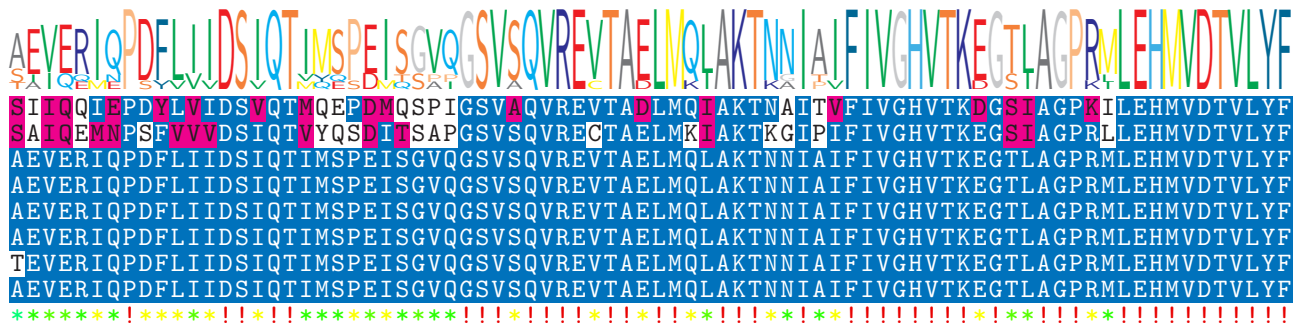 AEVERIQPDFLIIDSIQTIMSPEISGVQGSVSQVREVTAELMQLAKTNNIAIFIVGHVTKEGTLAGPRMLEHMVDTVLYF
SIIQQIEPDYLVIDSVQTMQEPDMQSPIGSVAQVREVTADLMQIAKTNAITVFIVGHVTKDGSIAGPKILEHMVDTVLYF
SAIQEMNPSFVVVDSIQTVYQSDITSAPGSVSQVRECTAELMKIAKTKGIPIFIVGHVTKEGSIAGPRLLEHMVDTVLYF
AEVERIQPDFLIIDSIQTIMSPEISGVQGSVSQVREVTAELMQLAKTNNIAIFIVGHVTKEGTLAGPRMLEHMVDTVLYF
AEVERIQPDFLIIDSIQTIMSPEISGVQGSVSQVREVTAELMQLAKTNNIAIFIVGHVTKEGTLAGPRMLEHMVDTVLYF
AEVERIQPDFLIIDSIQTIMSPEISGVQGSVSQVREVTAELMQLAKTNNIAIFIVGHVTKEGTLAGPRMLEHMVDTVLYF
AEVERIQPDFLIIDSIQTIMSPEISGVQGSVSQVREVTAELMQLAKTNNIAIFIVGHVTKEGTLAGPRMLEHMVDTVLYF
TEVERIQPDFLIIDSIQTIMSPEISGVQGSVSQVREVTAELMQLAKTNNIAIFIVGHVTKEGTLAGPRMLEHMVDTVLYF
AEVERIQPDFLIIDSIQTIMSPEISGVQGSVSQVREVTAELMQLAKTNNIAIFIVGHVTKEGTLAGPRMLEHMVDTVLYF
*******!*****!!*!!**********!!!*!!!!*!!*!!**!!!**!**!!!!!!!!*!**!!!**!!!!!!!!!!!